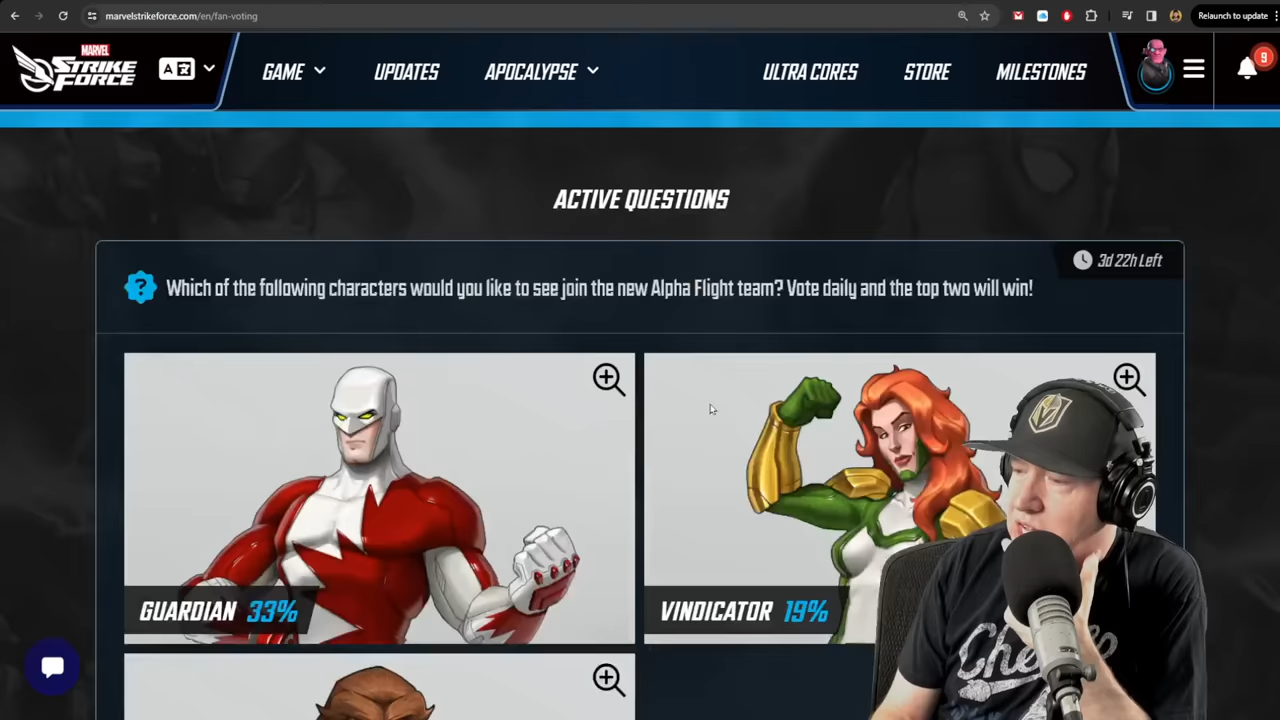 marvelstrikeforce.com/en/fan-voting
Relaunch to update
MARVEL
STRIKE
FORCE
GAME
UPDATES
APOCALYPSE
ULTRA CORES
STORE
MILESTONES
9
ACTIVE QUESTIONS
3d 22h Left
? Which of the following characters would you like to see join the new Alpha Flight team? Vote daily and the top two will win!
GUARDIAN 33%
VINDICATOR 19%